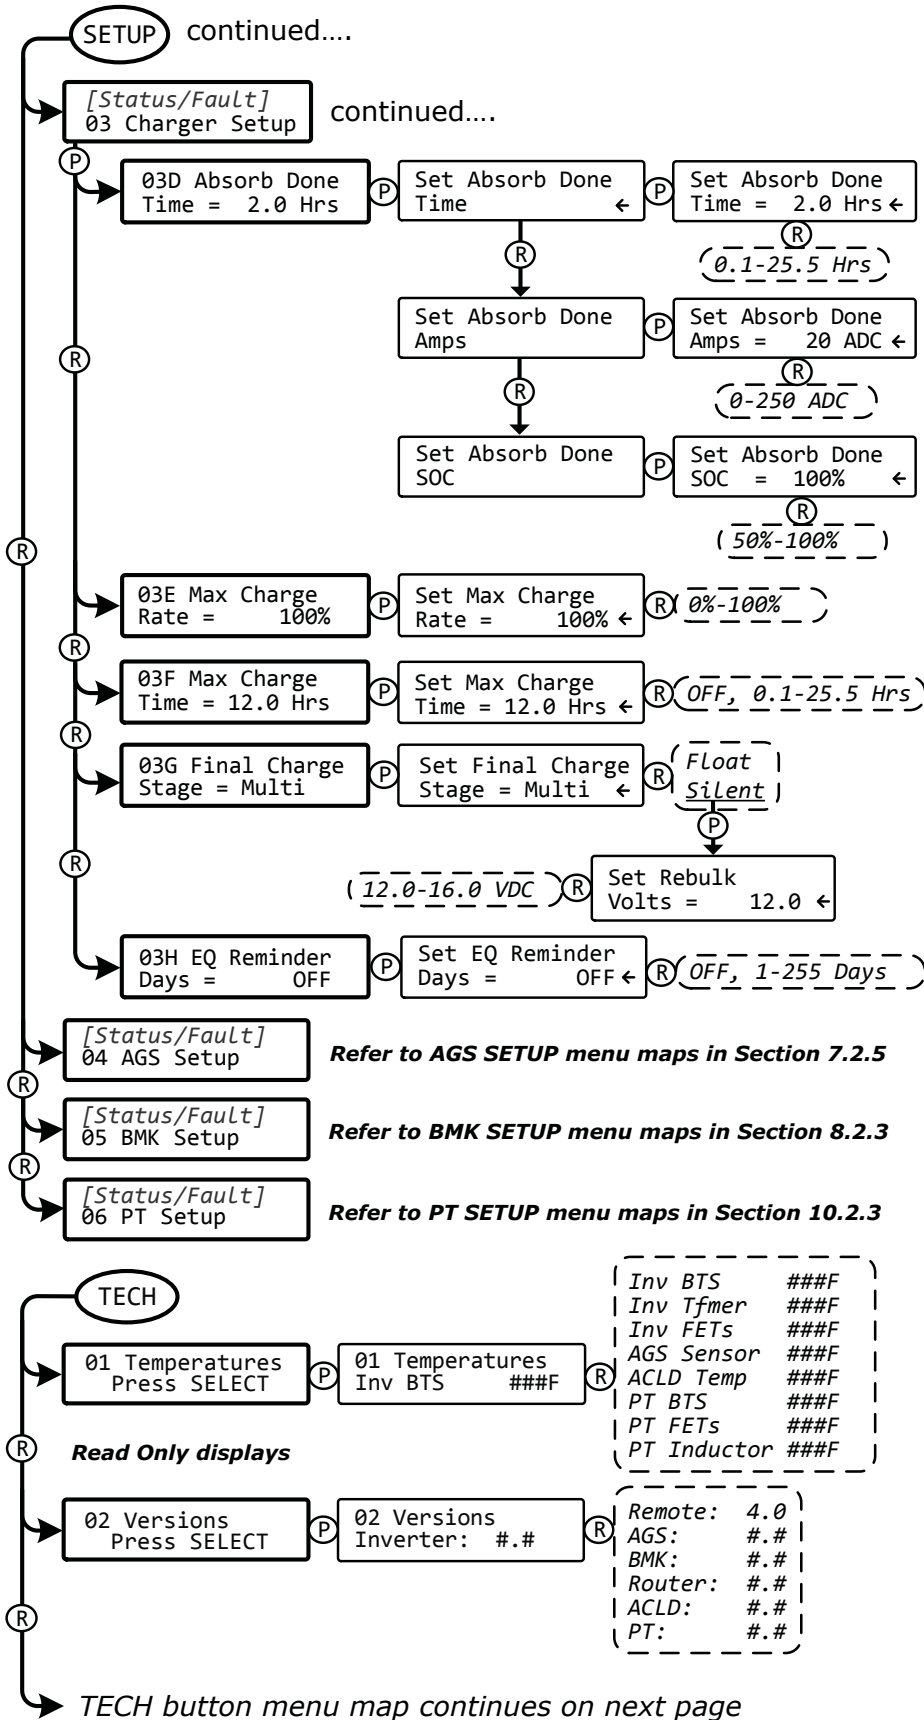 SETUP continued....
[Status/Fault]
03 Charger Setup
continued....
P
03D Absorb Done
Time = 2.0 Hrs
P
Set Absorb Done
Time ←
P
Set Absorb Done
Time = 2.0 Hrs ←
R
0.1-25.5 Hrs
R
Set Absorb Done
Amps
P
Set Absorb Done
Amps = 20 ADC ←
R
0-250 ADC
R
R
Set Absorb Done
SOC
P
Set Absorb Done
SOC = 100% ←
R
50%-100%
R
03E Max Charge
Rate = 100%
P
Set Max Charge
Rate = 100% ←
R
0%-100%
R
03F Max Charge
Time = 12.0 Hrs
P
Set Max Charge
Time = 12.0 Hrs ←
R
OFF, 0.1-25.5 Hrs
R
03G Final Charge
Stage = Multi
P
Set Final Charge
Stage = Multi ←
R
Float
Silent
P
R
12.0-16.0 VDC
R
Set Rebulk
Volts = 12.0 ←
03H EQ Reminder
Days = OFF
P
Set EQ Reminder
Days = OFF ←
R
OFF, 1-255 Days
[Status/Fault]
04 AGS Setup
Refer to AGS SETUP menu maps in Section 7.2.5
R
[Status/Fault]
05 BMK Setup
Refer to BMK SETUP menu maps in Section 8.2.3
R
[Status/Fault]
06 PT Setup
Refer to PT SETUP menu maps in Section 10.2.3
TECH
01 Temperatures
Press SELECT
P
01 Temperatures
Inv BTS ###F
R
Inv BTS ###F
Inv Tfmer ###F
Inv FETs ###F
AGS Sensor ###F
ACLD Temp ###F
PT BTS ###F
PT FETs ###F
PT Inductor ###F
R
Read Only displays
02 Versions
Press SELECT
P
02 Versions
Inverter: #.#
R
Remote: 4.0
AGS: #.#
BMK: #.#
Router: #.#
ACLD: #.#
PT: #.#
R
TECH button menu map continues on next page